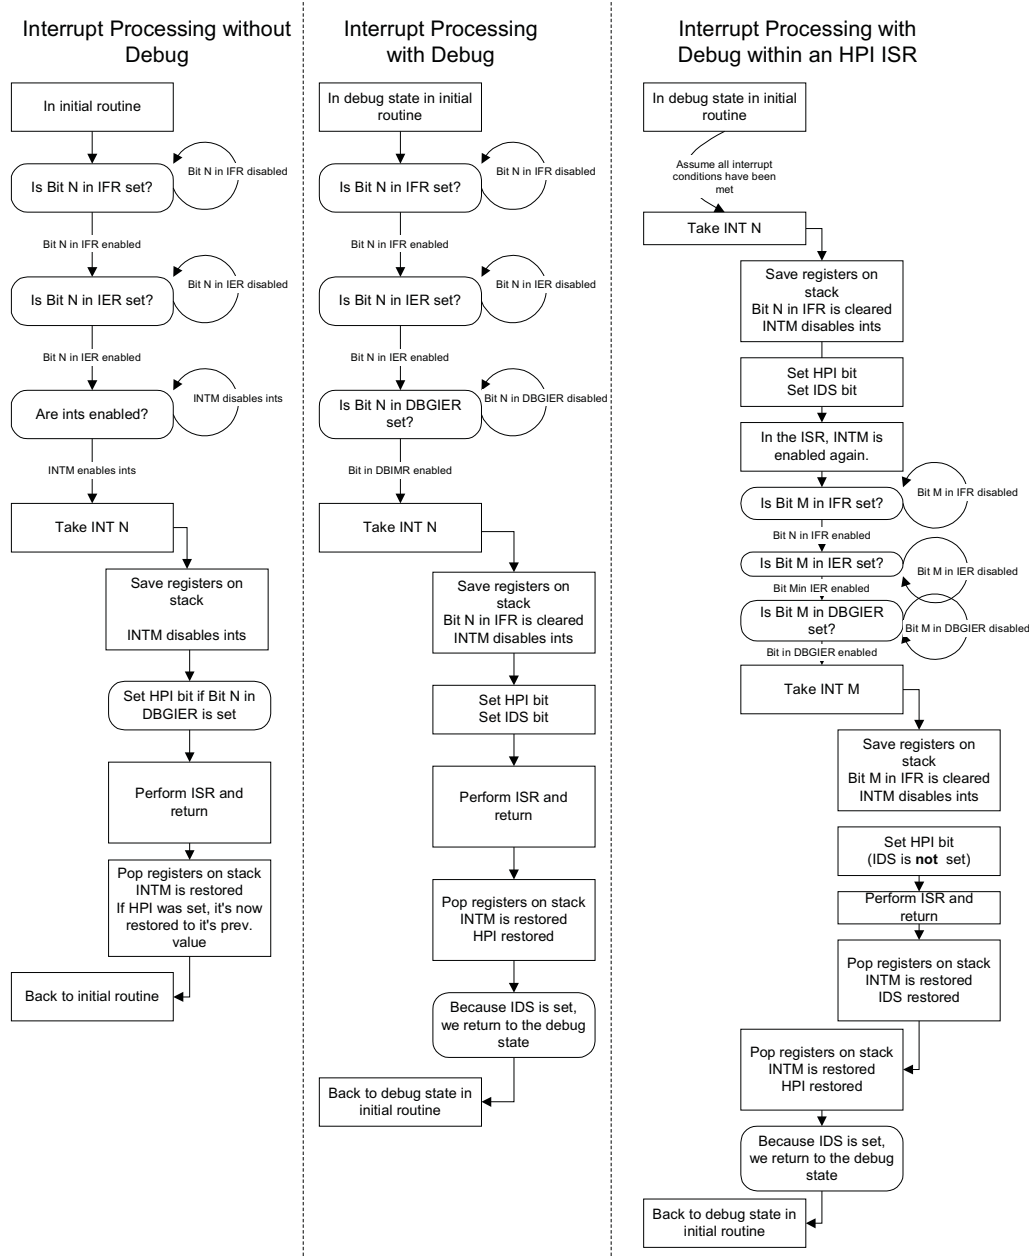 Interrupt Processing without
Debug
In initial routine
Is Bit N in IFR set?
Bit N in IFR disabled
Bit N in IFR enabled
Is Bit N in IER set?
Bit N in IER disabled
Bit N in IER enabled
Are ints enabled?
INTM disables ints
INTM enables ints
Take INT N
Save registers on
stack
INTM disables ints
Set HPI bit if Bit N in
DBGIER is set
Perform ISR and
return
Pop registers on stack
INTM is restored
If HPI was set, it's now
restored to it's prev.
value
Back to initial routine
Interrupt Processing
with Debug
In debug state in initial
routine
Is Bit N in IFR set?
Bit N in IFR disabled
Bit N in IFR enabled
Is Bit N in IER set?
Bit N in IER disabled
Bit N in IER enabled
Is Bit N in DBGIER
set?
Bit N in DBGIER disabled
Bit in DBIMR enabled
Take INT N
Save registers on
stack
Bit N in IFR is cleared
INTM disables ints
Set HPI bit
Set IDS bit
Perform ISR and
return
Pop registers on stack
INTM is restored
HPI restored
Because IDS is set,
we return to the debug
state
Back to debug state in
initial routine
Interrupt Processing with
Debug within an HPI ISR
In debug state in initial
routine
Assume all interrupt
conditions have been
met
Take INT N
Save registers on
stack
Bit N in IFR is cleared
INTM disables ints
Set HPI bit
Set IDS bit
In the ISR, INTM is
enabled again.
Is Bit M in IFR set?
Bit M in IFR disabled
Bit N in IFR enabled
Is Bit M in IER set?
Bit M in IER disabled
Bit Min IER enabled
Is Bit M in DBGIER
set?
Bit M in DBGIER disabled
Bit in DBGIER enabled
Take INT M
Save registers on
stack
Bit M in IFR is cleared
INTM disables ints
Set HPI bit
(IDS is not set)
Perform ISR and
return
Pop registers on stack
INTM is restored
IDS restored
Pop registers on stack
INTM is restored
HPI restored
Because IDS is set,
we return to the debug
state
Back to debug state in
initial routine